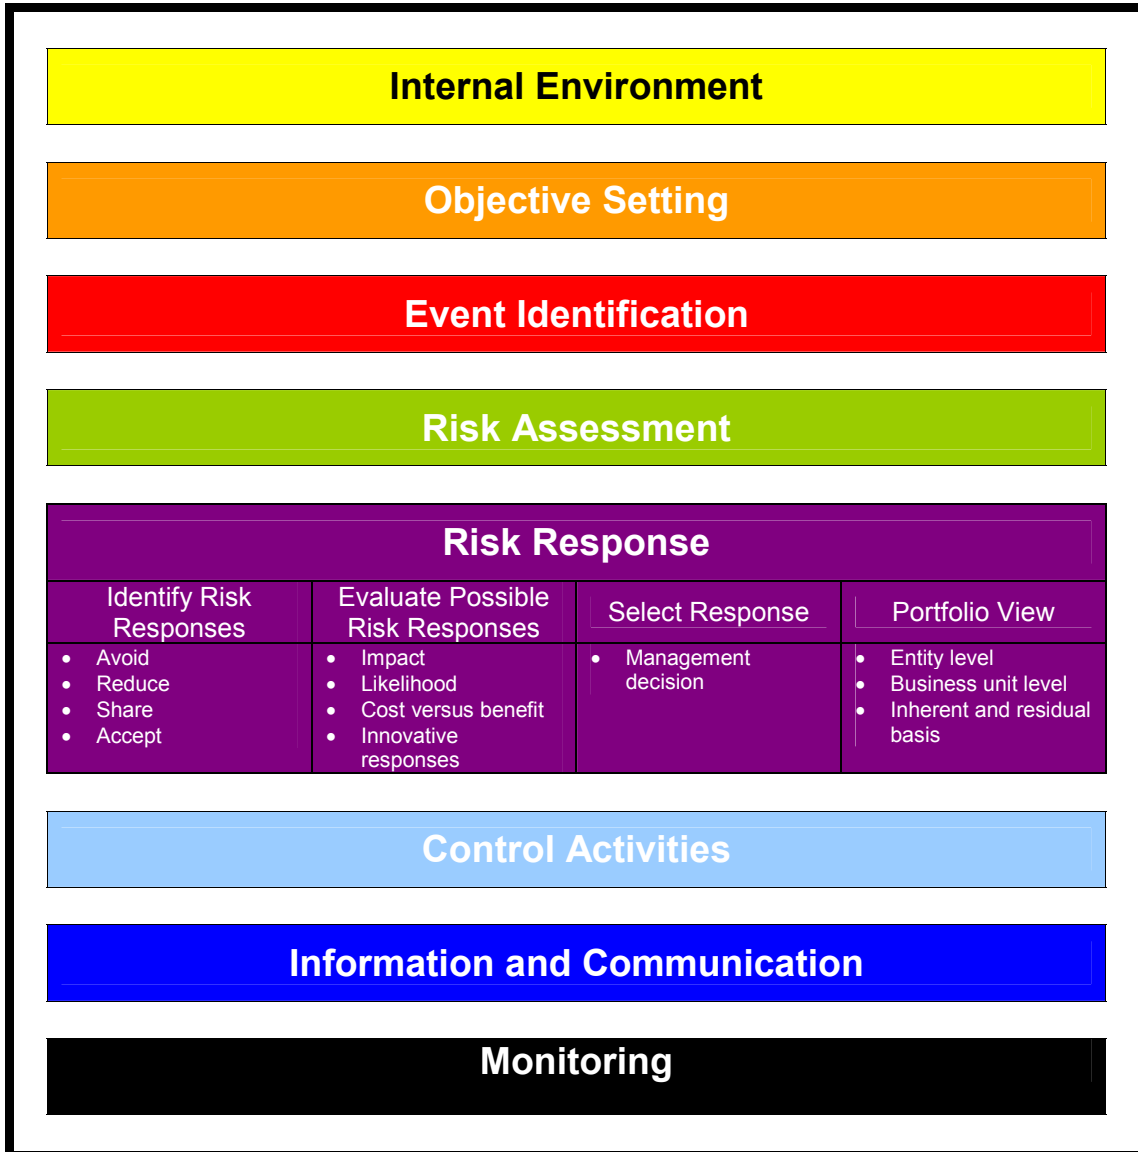 Internal Environment
Objective Setting
Event Identification
Risk Assessment
Risk Response
Identify Risk
Responses
Evaluate Possible
Risk Responses
Select Response
Portfolio View
• Avoid
• Reduce
• Share
• Accept
• Impact
• Likelihood
• Cost versus benefit
• Innovative
responses
• Management
decision
• Entity level
• Business unit level
• Inherent and residual
basis
Control Activities
Information and Communication
Monitoring